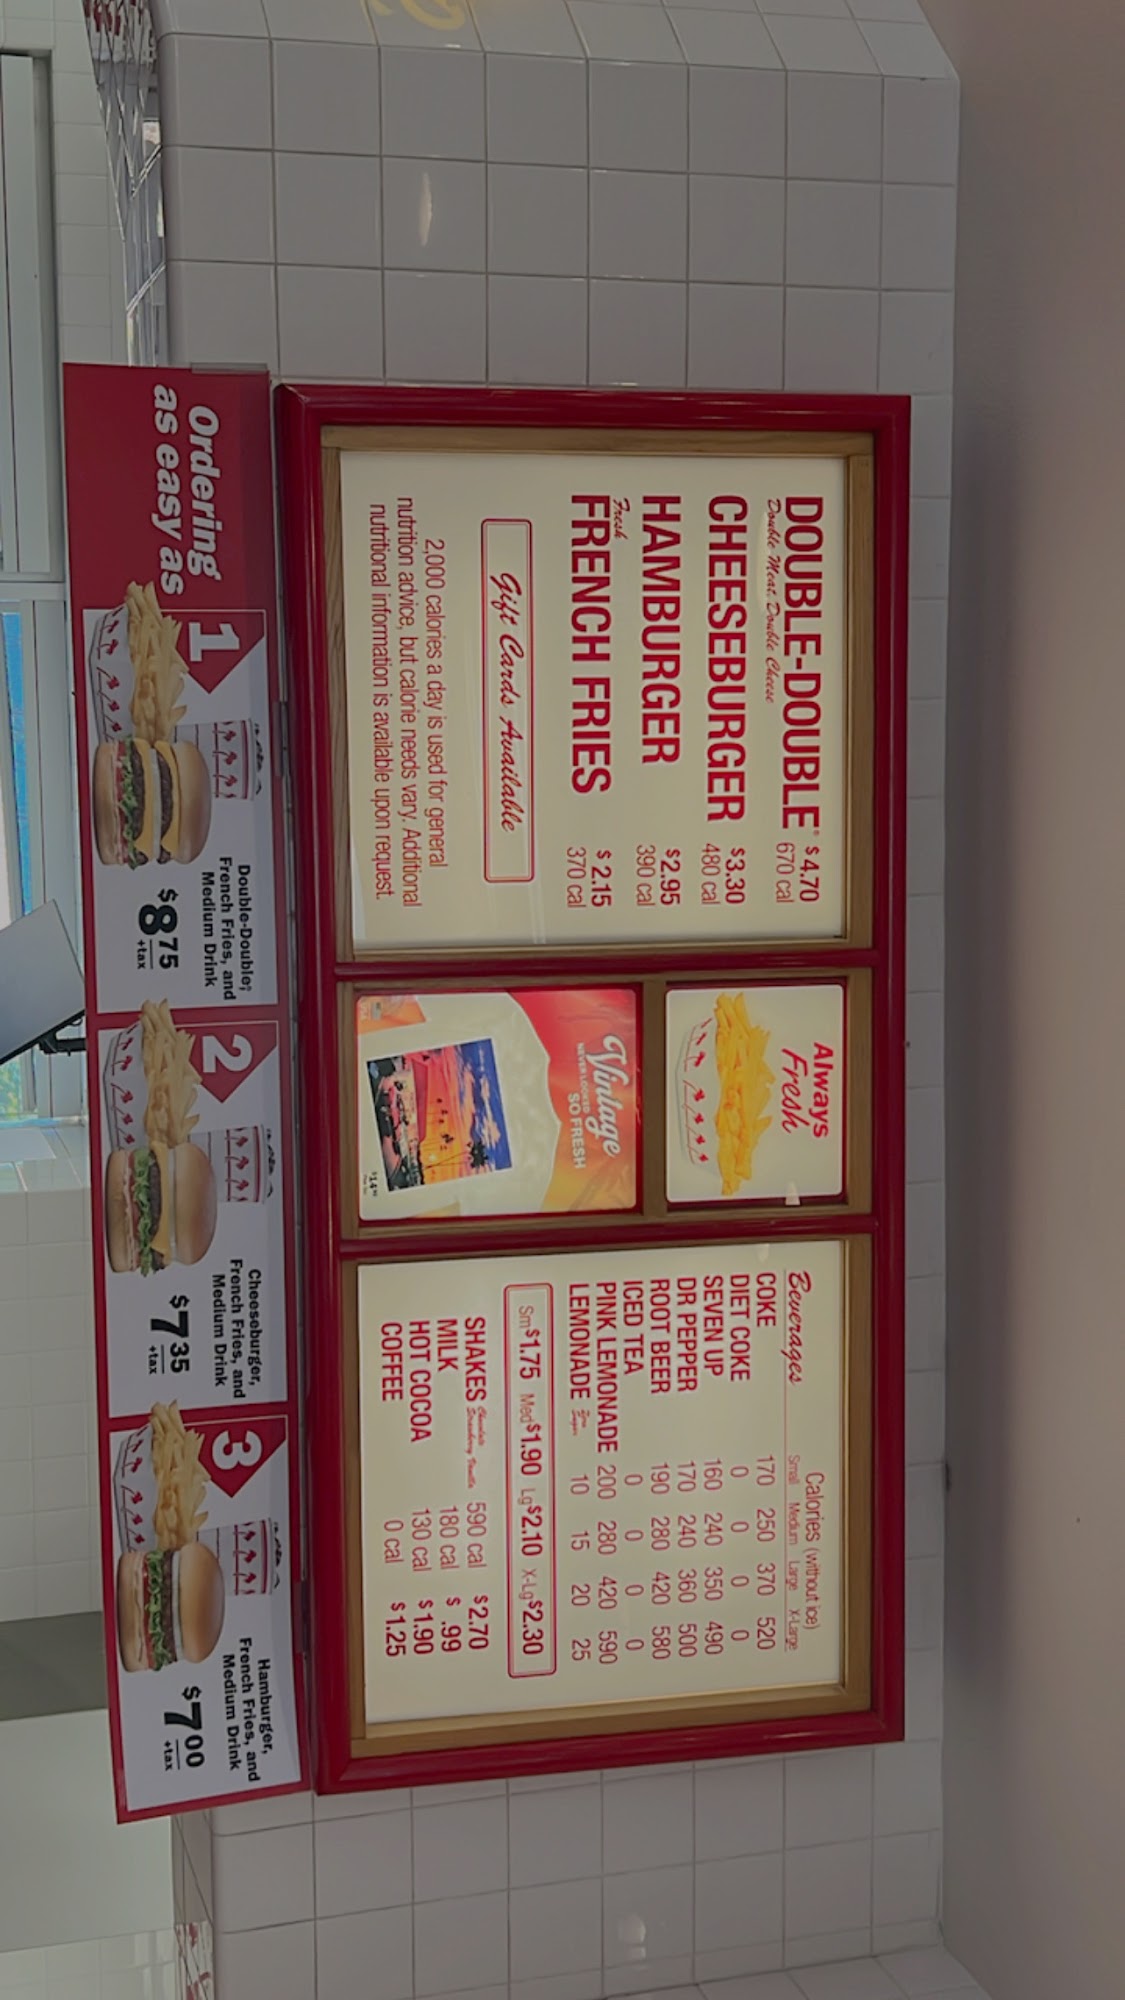 DOUBLE-DOUBLE® $4.70
Double Meat, Double Cheese 670 cal
CHEESEBURGER $3.30
480 cal
HAMBURGER $2.95
390 cal
Fresh
FRENCH FRIES $2.15
370 cal
Gift Cards Available
2,000 calories a day is used for general
nutrition advice, but calorie needs vary. Additional
nutritional information is available upon request.
Always
Fresh
Vintage
NEVER LOOKED
SO FRESH
Beverages
Calories (without ice)
Small Medium Large X-Large
COKE 170 250 370 520
DIET COKE 0 0 0 0
SEVEN UP 160 240 350 490
DR PEPPER 170 240 360 500
ROOT BEER 190 280 420 580
ICED TEA 0 0 0 0
PINK LEMONADE 200 280 420 590
LEMONADE 10 15 20 25
Sm $1.75 Med $1.90 Lg $2.10 X-Lg $2.30
SHAKES Chocolate Strawberry Vanilla 590 cal $2.70
MILK 180 cal $ .99
HOT COCOA 130 cal $1.90
COFFEE 0 cal $1.25
Ordering
as easy as
1
Double-Double,®
French Fries, and
Medium Drink
$8 75
+tax
2
Cheeseburger,
French Fries, and
Medium Drink
$7 35
+tax
3
Hamburger,
French Fries, and
Medium Drink
$7 00
+tax